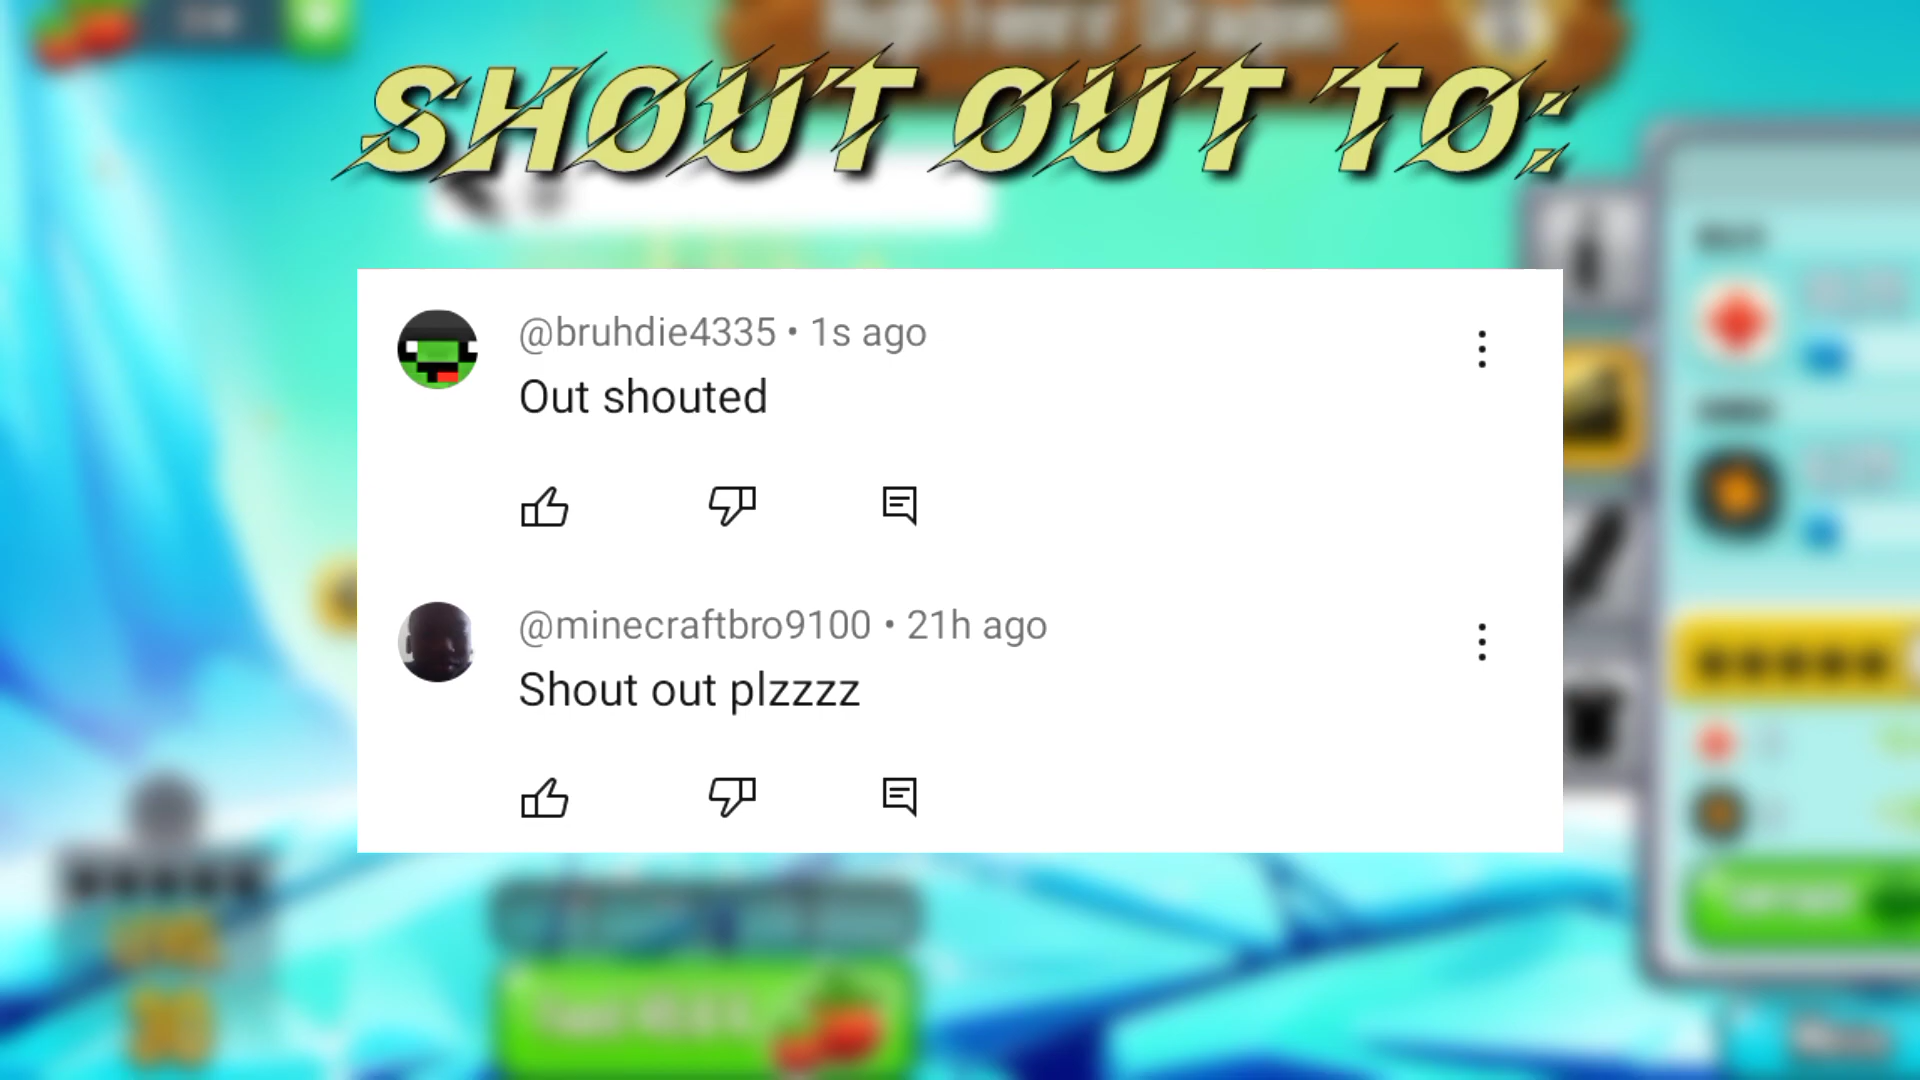 SHOUT OUT TO:
@bruhdie4335 • 1s ago
Out shouted
@minecraftbro9100 • 21h ago
Shout out plzzzz